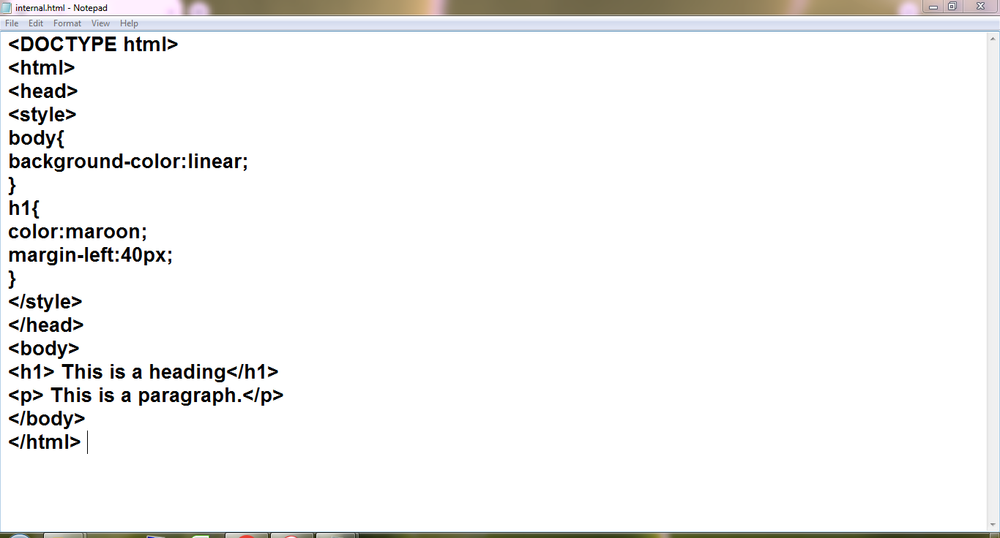 internal.html - Notepad
File Edit Format View Help
<DOCTYPE html>
<html>
<head>
<style>
body{
background-color:linear;
}
h1{
color:maroon;
margin-left:40px;
}
</style>
</head>
<body>
<h1> This is a heading</h1>
<p> This is a paragraph.</p>
</body>
</html>